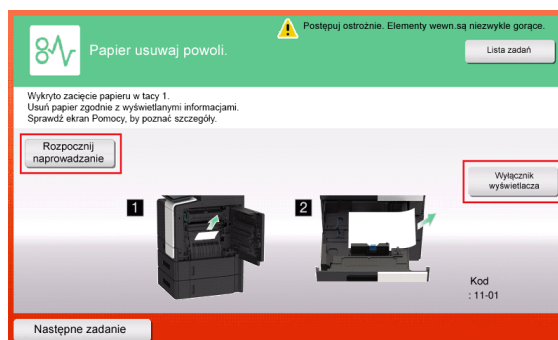 Postępuj ostrożnie. Elementy wewn.są niezwykle gorące.
Papier usuwaj powoli.
Lista zadań
Wykryto zacięcie papieru w tacy 1.
Usuń papier zgodnie z wyświetlanymi informacjami.
Sprawdź ekran Pomocy, by poznać szczegóły.
Rozpocznij
naprowadzanie
Wyłącznik
wyświetlacza
1
2
Kod
: 11-01
Następne zadanie